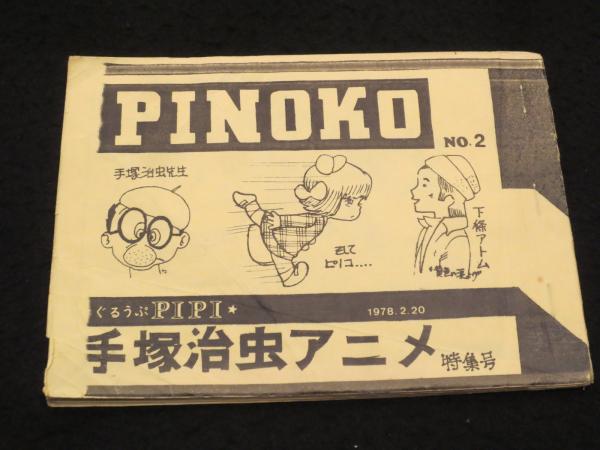 PINOKO
NO.2
手塚治虫先生
そして
ピノコ....
下條アトム
ぐるうぷPIPI★
1978.2.20
手塚治虫アニメ
特集号